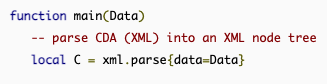 function main(Data)
-- parse CDA (XML) into an XML node tree
local C = xml.parse{data=Data}